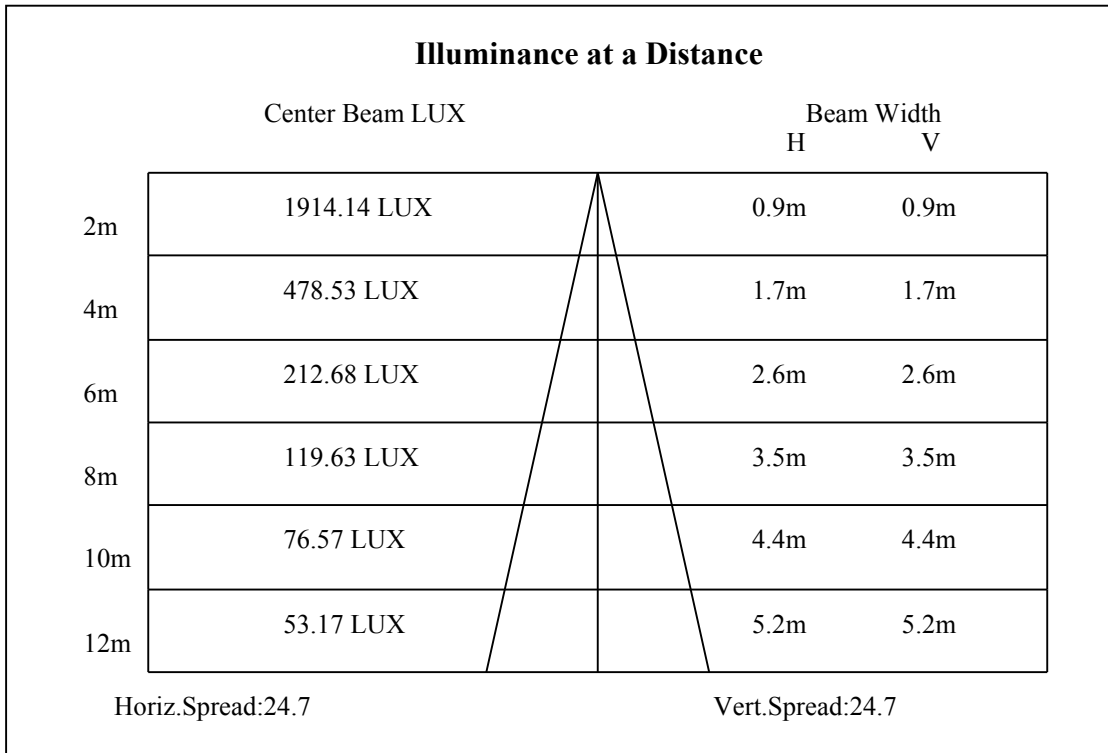 Illuminance at a Distance
Center Beam LUX Beam Width
H V
2m 1914.14 LUX 0.9m 0.9m
4m 478.53 LUX 1.7m 1.7m
6m 212.68 LUX 2.6m 2.6m
8m 119.63 LUX 3.5m 3.5m
10m 76.57 LUX 4.4m 4.4m
12m 53.17 LUX 5.2m 5.2m
Horiz.Spread:24.7 Vert.Spread:24.7